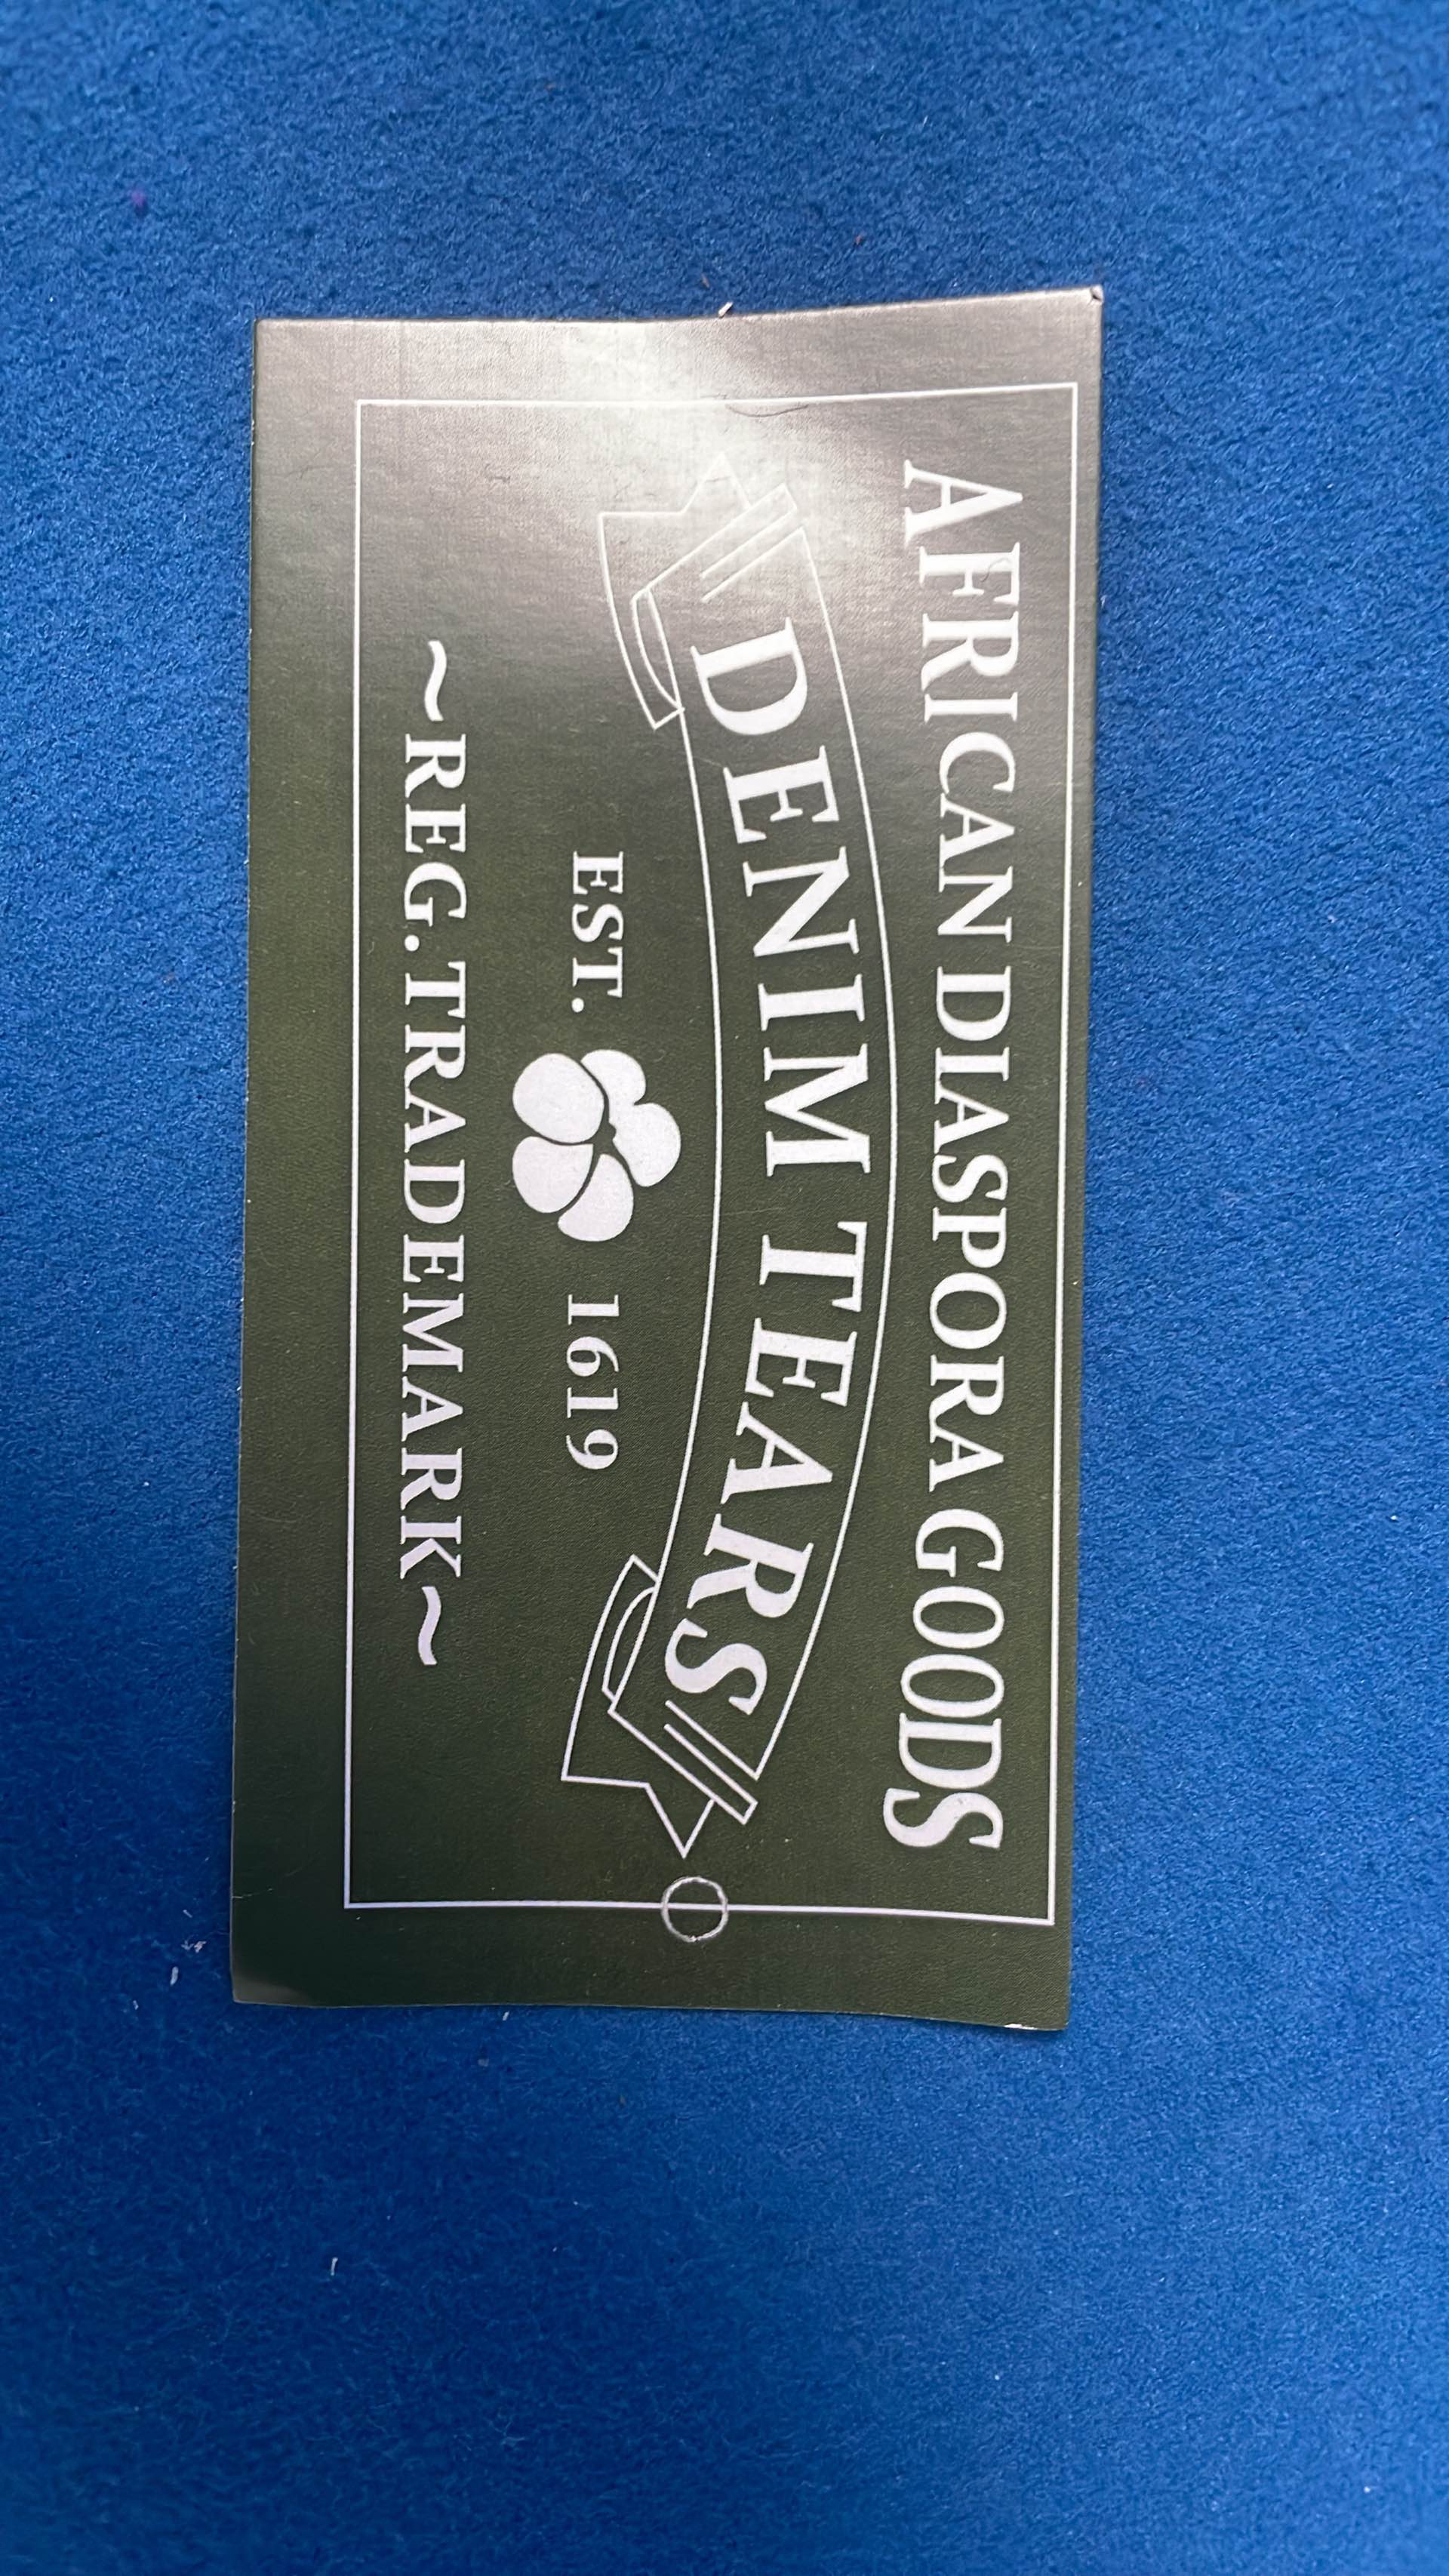 AFRICAN DIASPORA GOODS
DENIM TEARS
EST. 1619
~REG. TRADEMARK~